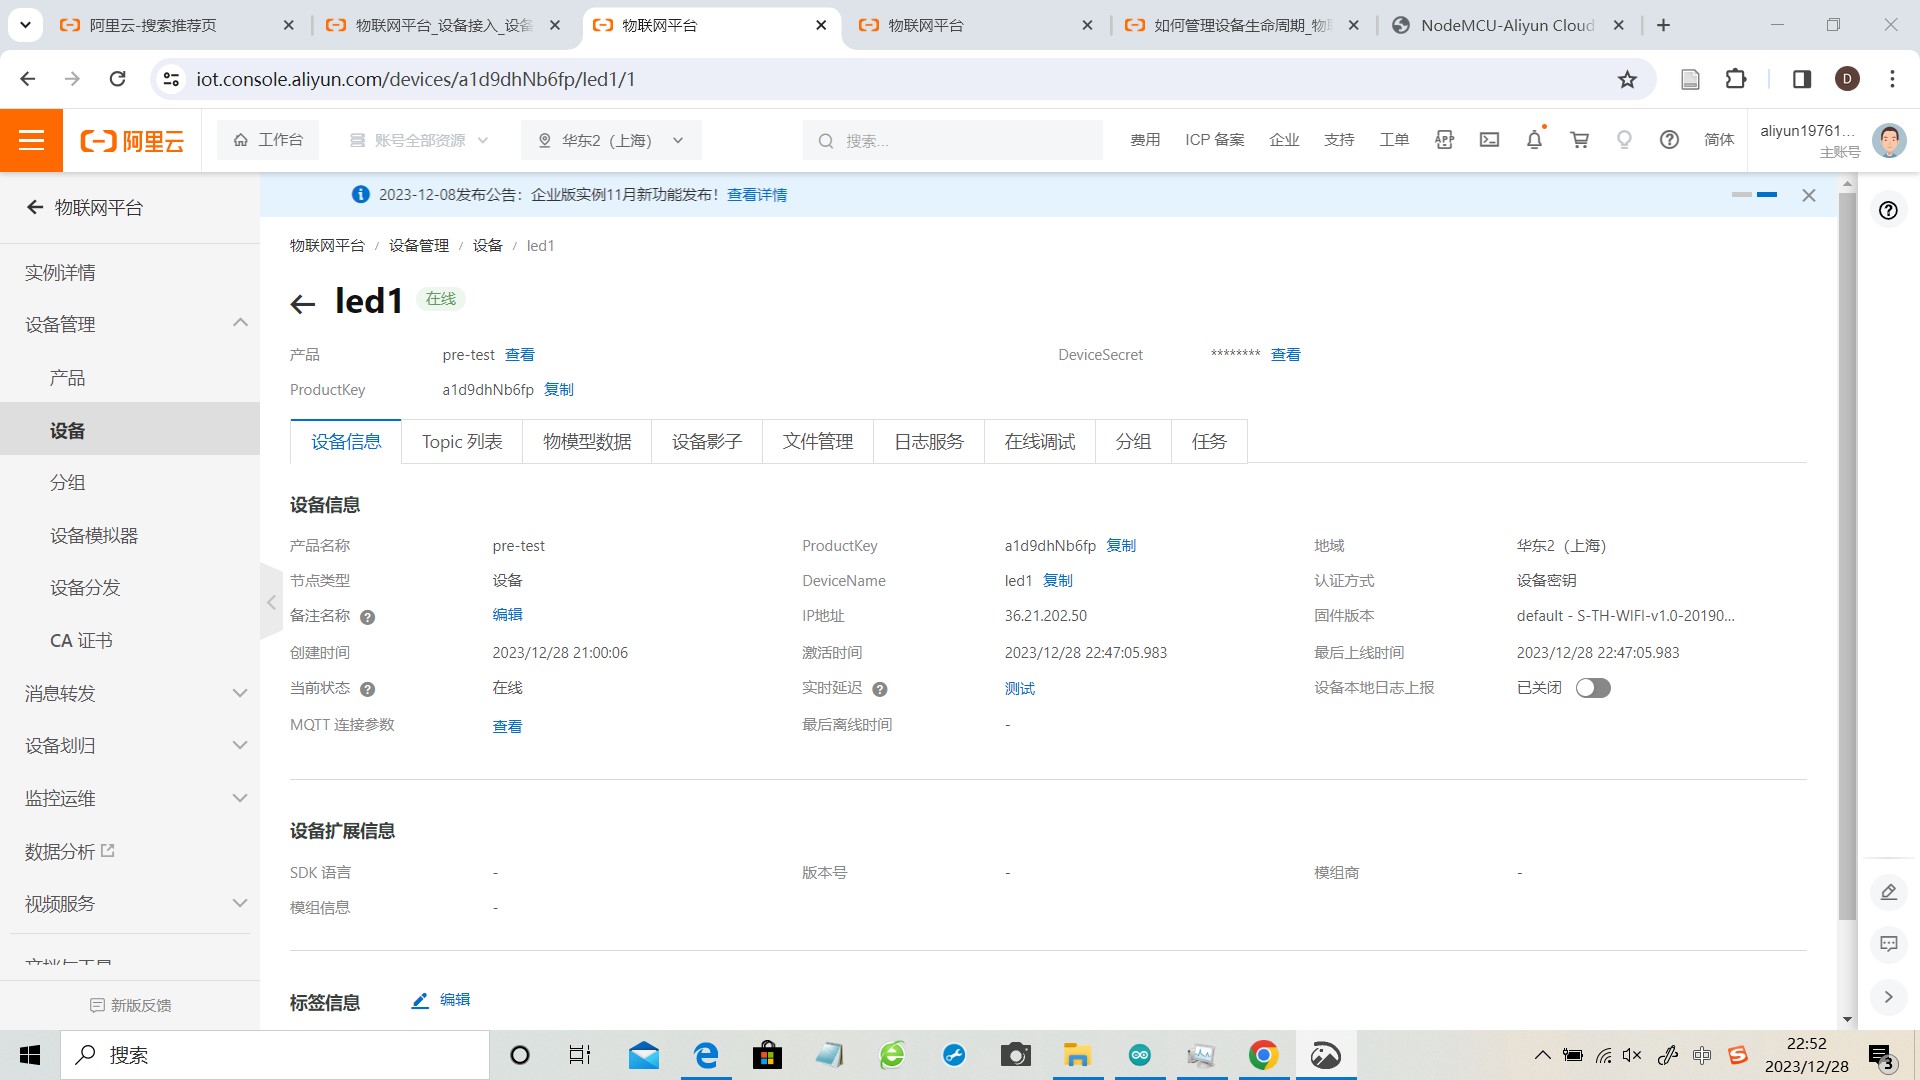 阿里云-搜索推荐页
物联网平台_设备接入_设备
物联网平台
物联网平台
如何管理设备生命周期_物
NodeMCU-Aliyun Cloud
iot.console.aliyun.com/devices/a1d9dhNb6fp/led1/1
D
阿里云
工作台
账号全部资源
华东2（上海）
搜索...
费用
ICP 备案
企业
支持
工单
简体
aliyun19761...
主账号
物联网平台
2023-12-08发布公告：企业版实例11月新功能发布！查看详情
物联网平台 / 设备管理 / 设备 / led1
实例详情
设备管理
产品
设备
分组
设备模拟器
设备分发
CA 证书
消息转发
设备划归
监控运维
数据分析
视频服务
文档与工具
新版反馈
led1 在线
产品 pre-test 查看 DeviceSecret ******** 查看
ProductKey a1d9dhNb6fp 复制
设备信息 Topic 列表 物模型数据 设备影子 文件管理 日志服务 在线调试 分组 任务
设备信息
产品名称 pre-test ProductKey a1d9dhNb6fp 复制 地域 华东2（上海）
节点类型 设备 DeviceName led1 复制 认证方式 设备密钥
备注名称 编辑 IP地址 36.21.202.50 固件版本 default - S-TH-WIFI-v1.0-20190...
创建时间 2023/12/28 21:00:06 激活时间 2023/12/28 22:47:05.983 最后上线时间 2023/12/28 22:47:05.983
当前状态 在线 实时延迟 测试 设备本地日志上报 已关闭
MQTT 连接参数 查看 最后离线时间 -
设备扩展信息
SDK 语言 - 版本号 - 模组商 -
模组信息 -
标签信息 编辑
搜索
中
22:52
2023/12/28
3